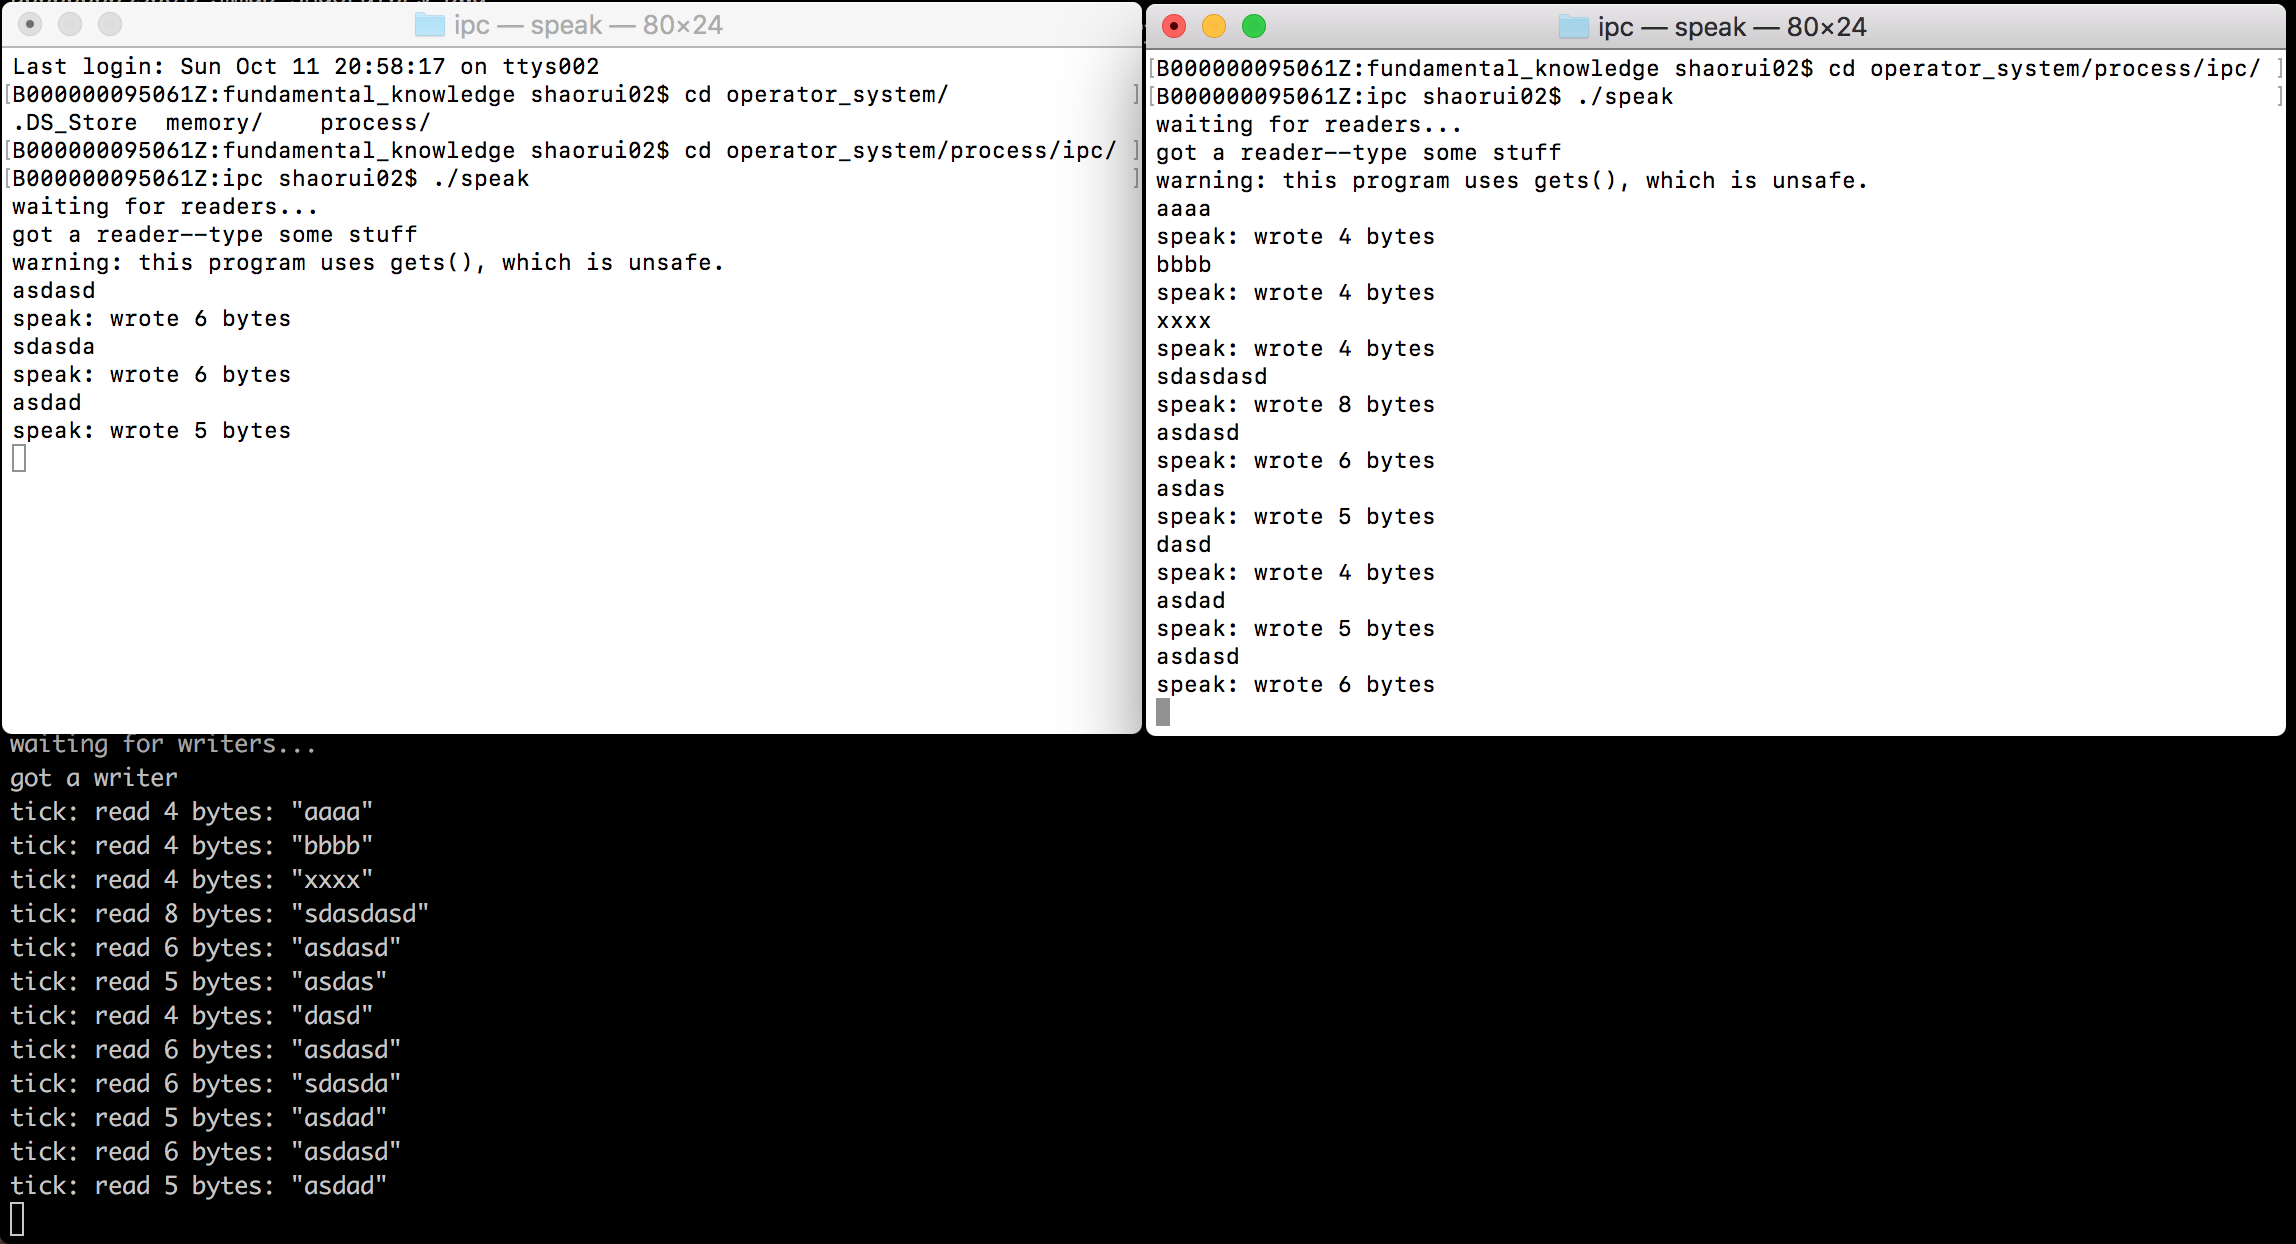 ipc — speak — 80×24
Last login: Sun Oct 11 20:58:17 on ttys002
[B000000095061Z:fundamental_knowledge shaorui02$ cd operator_system/ ]
.DS_Store  memory/    process/
[B000000095061Z:fundamental_knowledge shaorui02$ cd operator_system/process/ipc/ ]
[B000000095061Z:ipc shaorui02$ ./speak ]
waiting for readers...
got a reader--type some stuff
warning: this program uses gets(), which is unsafe.
asdasd
speak: wrote 6 bytes
sdasda
speak: wrote 6 bytes
asdad
speak: wrote 5 bytes
ipc — speak — 80×24
[B000000095061Z:fundamental_knowledge shaorui02$ cd operator_system/process/ipc/ ]
[B000000095061Z:ipc shaorui02$ ./speak ]
waiting for readers...
got a reader--type some stuff
warning: this program uses gets(), which is unsafe.
aaaa
speak: wrote 4 bytes
bbbb
speak: wrote 4 bytes
xxxx
speak: wrote 4 bytes
sdasdasd
speak: wrote 8 bytes
asdasd
speak: wrote 6 bytes
asdas
speak: wrote 5 bytes
dasd
speak: wrote 4 bytes
asdad
speak: wrote 5 bytes
asdasd
speak: wrote 6 bytes
waiting for writers...
got a writer
tick: read 4 bytes: "aaaa"
tick: read 4 bytes: "bbbb"
tick: read 4 bytes: "xxxx"
tick: read 8 bytes: "sdasdasd"
tick: read 6 bytes: "asdasd"
tick: read 5 bytes: "asdas"
tick: read 4 bytes: "dasd"
tick: read 6 bytes: "asdasd"
tick: read 6 bytes: "sdasda"
tick: read 5 bytes: "asdad"
tick: read 6 bytes: "asdasd"
tick: read 5 bytes: "asdad"